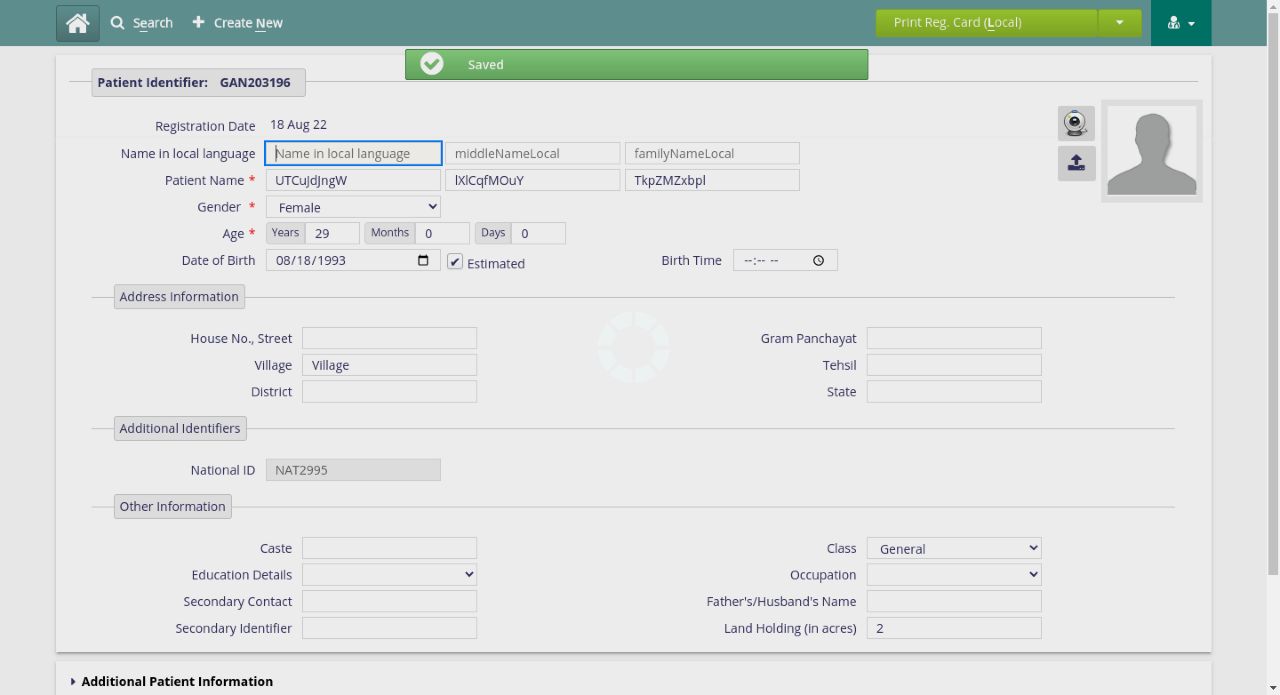 Search
Create New
Print Reg. Card (Local)
Saved
Patient Identifier: GAN203196
Registration Date 18 Aug 22
Name in local language Name in local language middleNameLocal familyNameLocal
Patient Name * UTCuJdJngW lXlCqfMOuY TkpZMZxbpl
Gender * Female
Age * Years 29 Months 0 Days 0
Date of Birth 08/18/1993 Estimated Birth Time --:-- --
Address Information
House No., Street Gram Panchayat
Village Village Tehsil
District State
Additional Identifiers
National ID NAT2995
Other Information
Caste Class General
Education Details Occupation
Secondary Contact Father's/Husband's Name
Secondary Identifier Land Holding (in acres) 2
Additional Patient Information